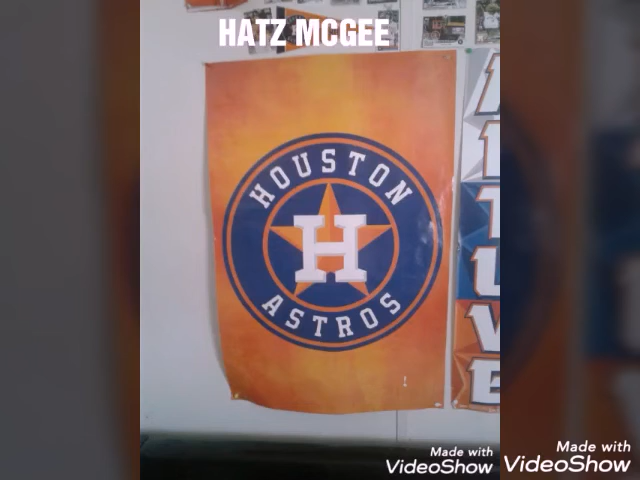 HATZ MCGEE
HOUSTON
H
ASTROS
A
L
T
U
V
E
Made with
VideoShow
Made with
VideoShow